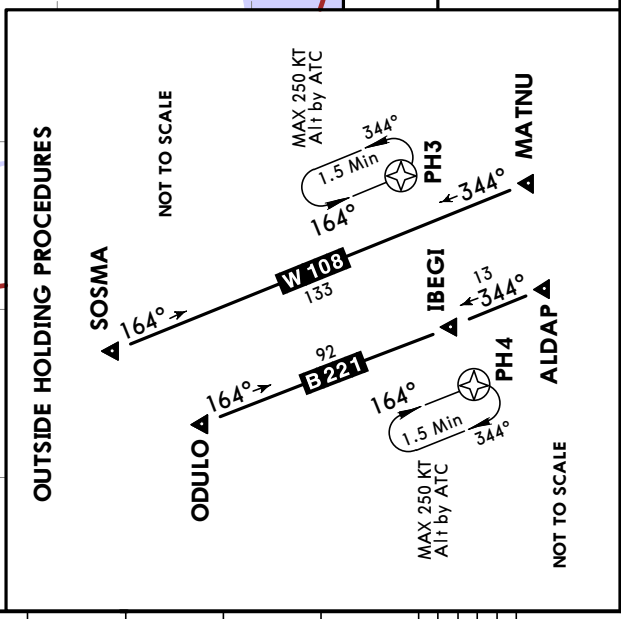 OUTSIDE HOLDING PROCEDURES
NOT TO SCALE
MAX 250 KT
Alt by ATC
344°
1.5 Min
164°
PH3
MATNU
344°
W 108
133
164°
SOSMA
IBEGI
13
344°
ALDAP
92
B 221
164°
ODULO
164°
1.5 Min
344°
PH4
MAX 250 KT
Alt by ATC
NOT TO SCALE